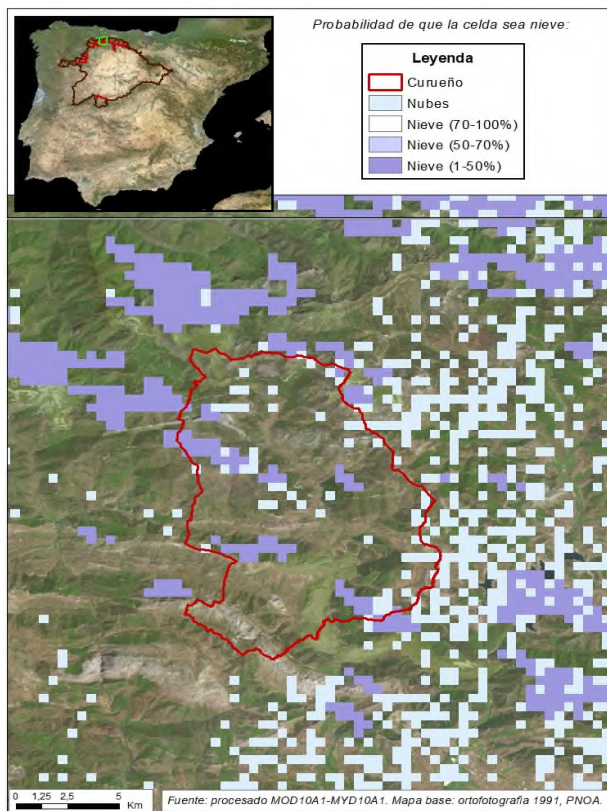 Probabilidad de que la celda sea nieve:
Leyenda
Curueño
Nubes
Nieve (70-100%)
Nieve (50-70%)
Nieve (1-50%)
0 1,25 2,5 5
Km
Fuente: procesado MOD10A1-MYD10A1. Mapa base: ortofotografía 1991, PNOA